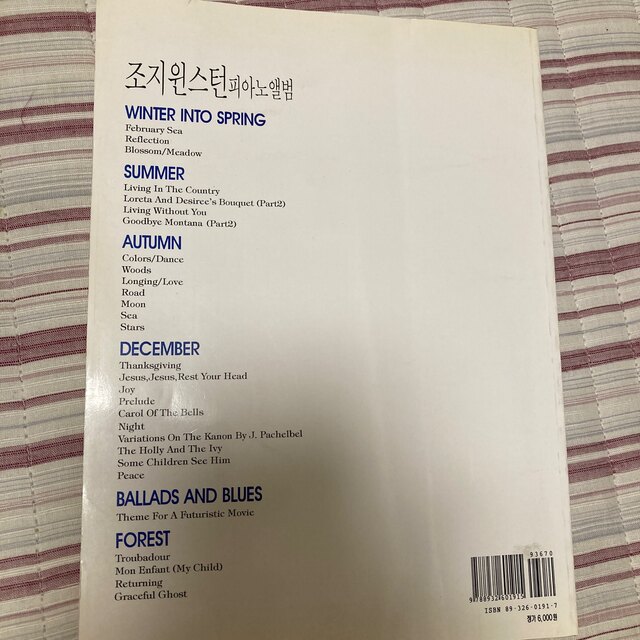 조지윈스턴피아노앨범
WINTER INTO SPRING
February Sea
Reflection
Blossom/Meadow
SUMMER
Living In The Country
Loreta And Desiree's Bouquet (Part2)
Living Without You
Goodbye Montana (Part2)
AUTUMN
Colors/Dance
Woods
Longing/Love
Road
Moon
Sea
Stars
DECEMBER
Thanksgiving
Jesus,Jesus,Rest Your Head
Joy
Prelude
Carol Of The Bells
Night
Variations On The Kanon By J. Pachelbel
The Holly And The Ivy
Some Children See Him
Peace
BALLADS AND BLUES
Theme For A Futuristic Movie
FOREST
Troubadour
Mon Enfant (My Child)
Returning
Graceful Ghost
93670
9 788932 601915
ISBN 89-326-0191-7
정가 6,000원